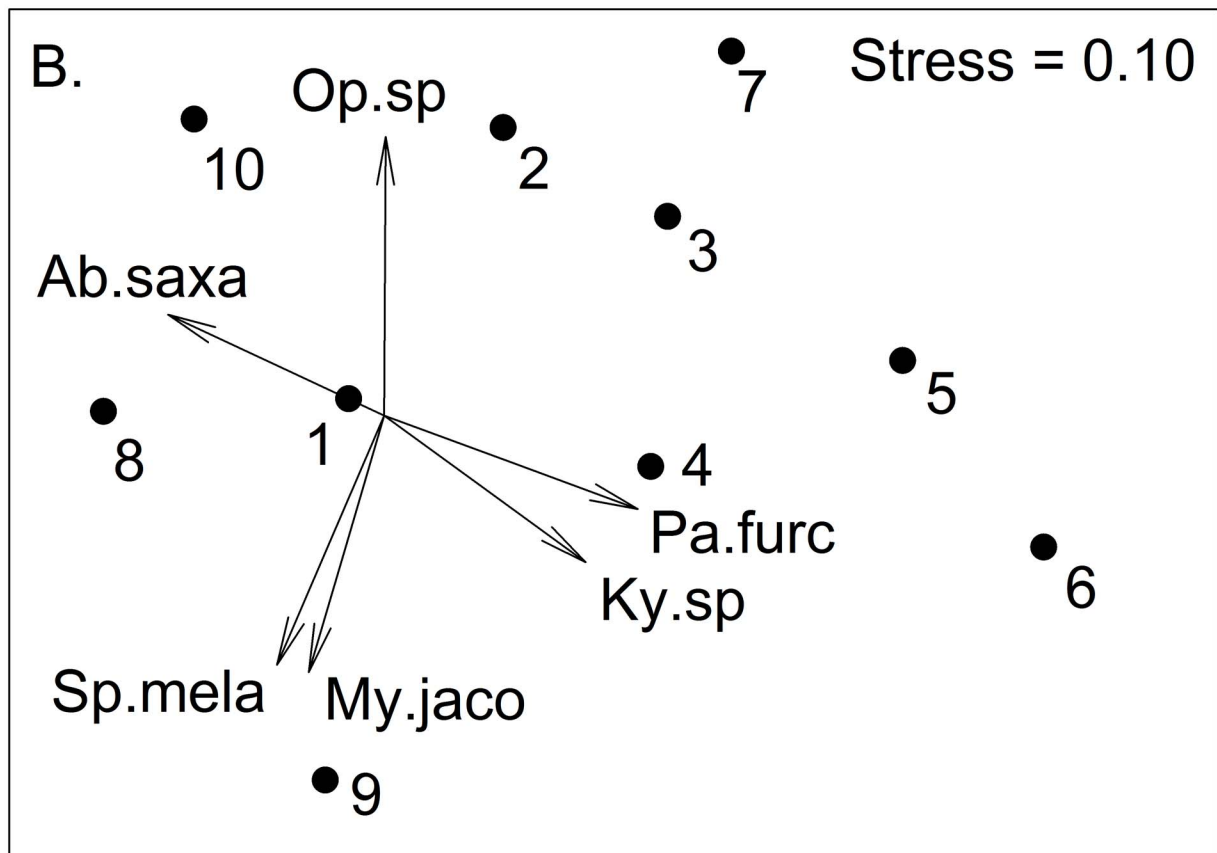 B.
Stress = 0.10
7
Op.sp
10
2
3
Ab.saxa
5
1
8
4
Pa.furc
6
Ky.sp
Sp.mela
My.jaco
9